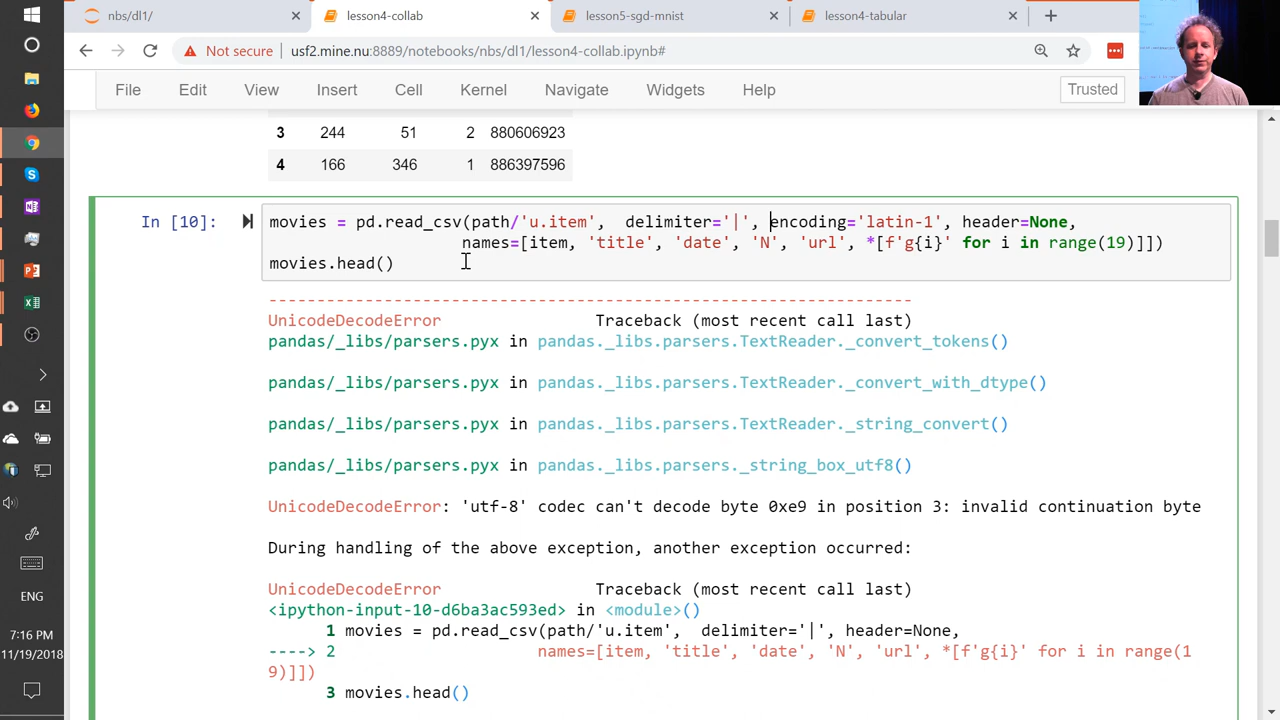 dl1/
lesson4-collab
lesson5-sgd-mnist
lesson4-tabular
Not secure
usf2.mine.nu:8889/notebooks/nbs/dl1/lesson4-collab.ipynb#
File Edit View Insert Cell Kernel Navigate Widgets Help
Trusted
3 244 51 2 880606923
4 166 346 1 886397596
In [10]:
movies = pd.read_csv(path/'u.item',  delimiter='|', encoding='latin-1', header=None,
names=[item, 'title', 'date', 'N', 'url', *[f'g{i}' for i in range(19)]])
movies.head()
---------------------------------------------------------------------------
UnicodeDecodeError                        Traceback (most recent call last)
pandas/_libs/parsers.pyx in pandas._libs.parsers.TextReader._convert_tokens()
pandas/_libs/parsers.pyx in pandas._libs.parsers.TextReader._convert_with_dtype()
pandas/_libs/parsers.pyx in pandas._libs.parsers.TextReader._string_convert()
pandas/_libs/parsers.pyx in pandas._libs.parsers._string_box_utf8()
UnicodeDecodeError: 'utf-8' codec can't decode byte 0xe9 in position 3: invalid continuation byte
During handling of the above exception, another exception occurred:
UnicodeDecodeError                        Traceback (most recent call last)
<ipython-input-10-d6ba3ac593ed> in <module>()
1 movies = pd.read_csv(path/'u.item',  delimiter='|', header=None,
----> 2                     names=[item, 'title', 'date', 'N', 'url', *[f'g{i}' for i in range(1
9)]])
3 movies.head()
ENG
7:16 PM
11/19/2018